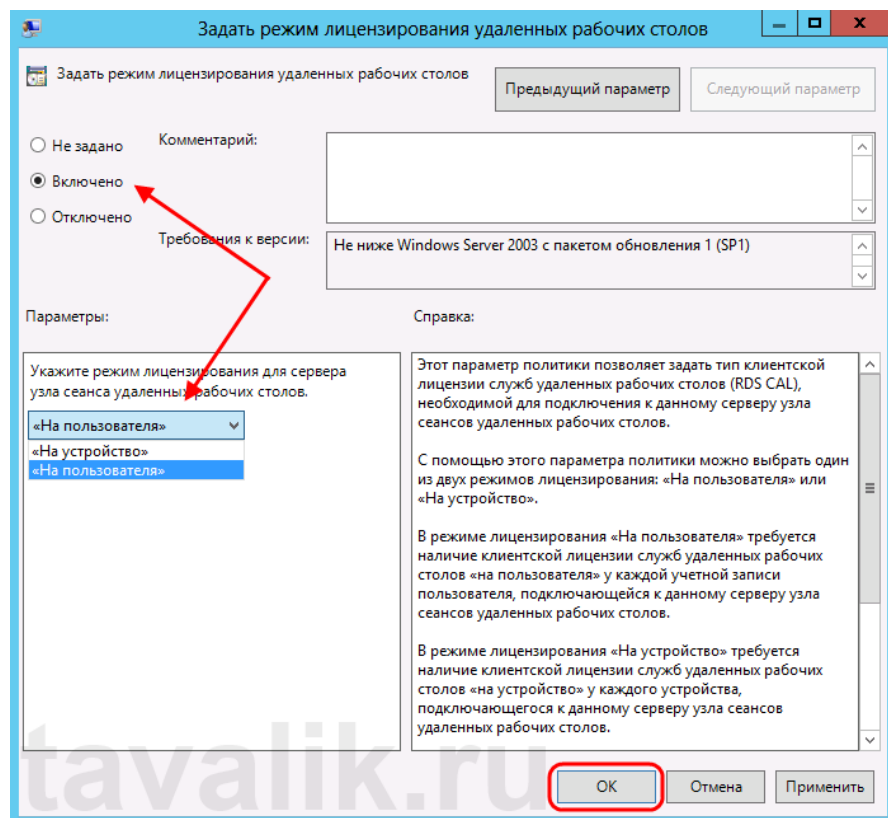 Задать режим лицензирования удаленных рабочих столов
Задать режим лицензирования удаленных рабочих столов
Предыдущий параметр
Следующий параметр
Не задано
Комментарий:
Включено
Отключено
Требования к версии:
Не ниже Windows Server 2003 с пакетом обновления 1 (SP1)
Параметры:
Справка:
Укажите режим лицензирования для сервера
узла сеанса удаленных рабочих столов.
«На пользователя»
«На устройство»
«На пользователя»
Этот параметр политики позволяет задать тип клиентской
лицензии служб удаленных рабочих столов (RDS CAL),
необходимой для подключения к данному серверу узла
сеансов удаленных рабочих столов.
С помощью этого параметра политики можно выбрать один
из двух режимов лицензирования: «На пользователя» или
«На устройство».
В режиме лицензирования «На пользователя» требуется
наличие клиентской лицензии служб удаленных рабочих
столов «на пользователя» у каждой учетной записи
пользователя, подключающейся к данному серверу узла
сеансов удаленных рабочих столов.
В режиме лицензирования «На устройство» требуется
наличие клиентской лицензии служб удаленных рабочих
столов «на устройство» у каждого устройства,
подключающегося к данному серверу узла сеансов
удаленных рабочих столов.
tavalik.ru
ОК
Отмена
Применить